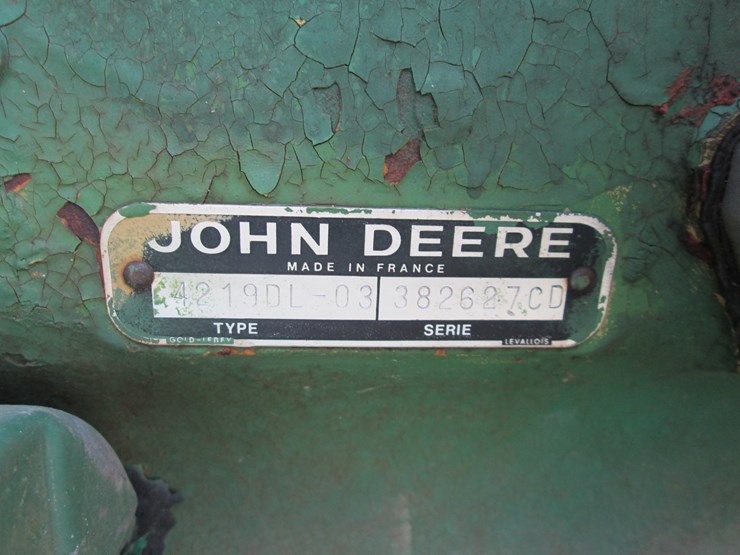 JOHN DEERE
MADE IN FRANCE
4219DL-03 382627CD
TYPE SERIE
LEVALLOIS